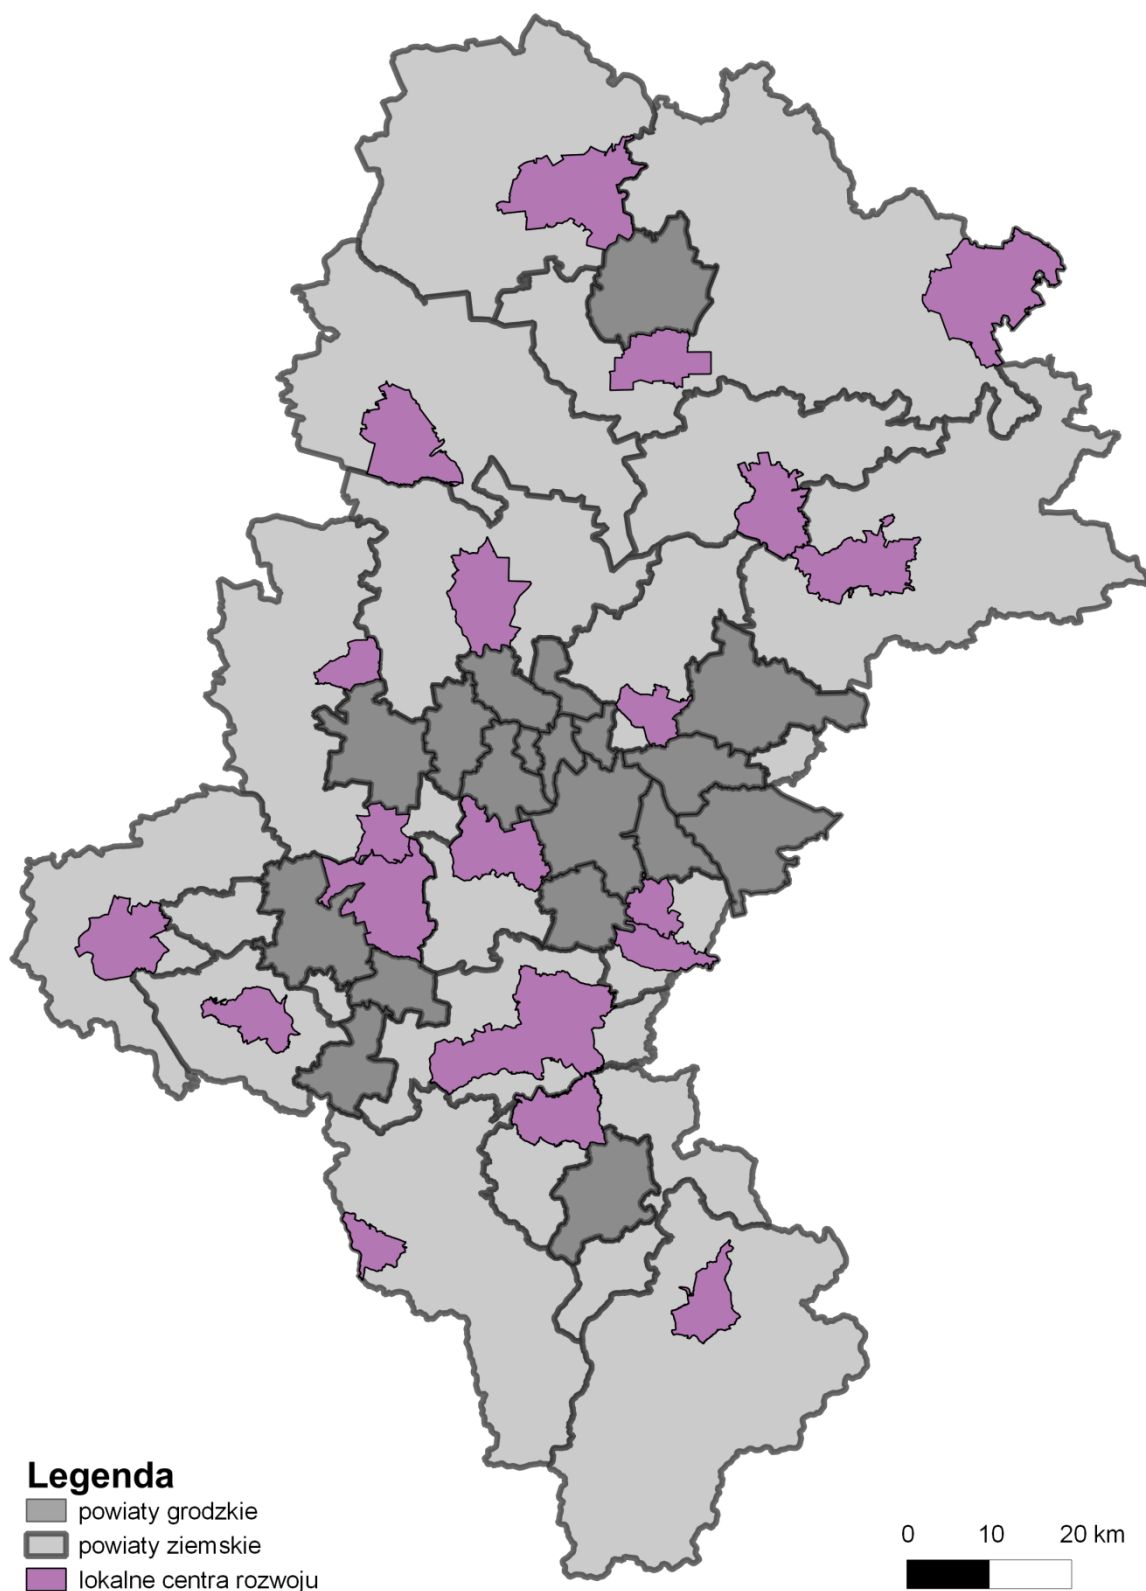 Legenda
powiaty grodzkie
powiaty ziemskie
lokalne centra rozwoju
0 10 20 km